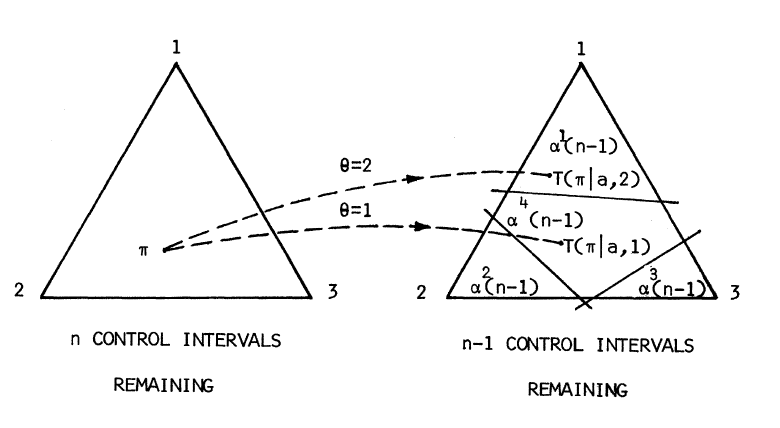 1
1
α¹(n-1)
θ=2
T(π|a,2)
α⁴(n-1)
θ=1
π
T(π|a,1)
2
3
2
α²(n-1)
α³(n-1)
3
n CONTROL INTERVALS
REMAINING
n-1 CONTROL INTERVALS
REMAINING